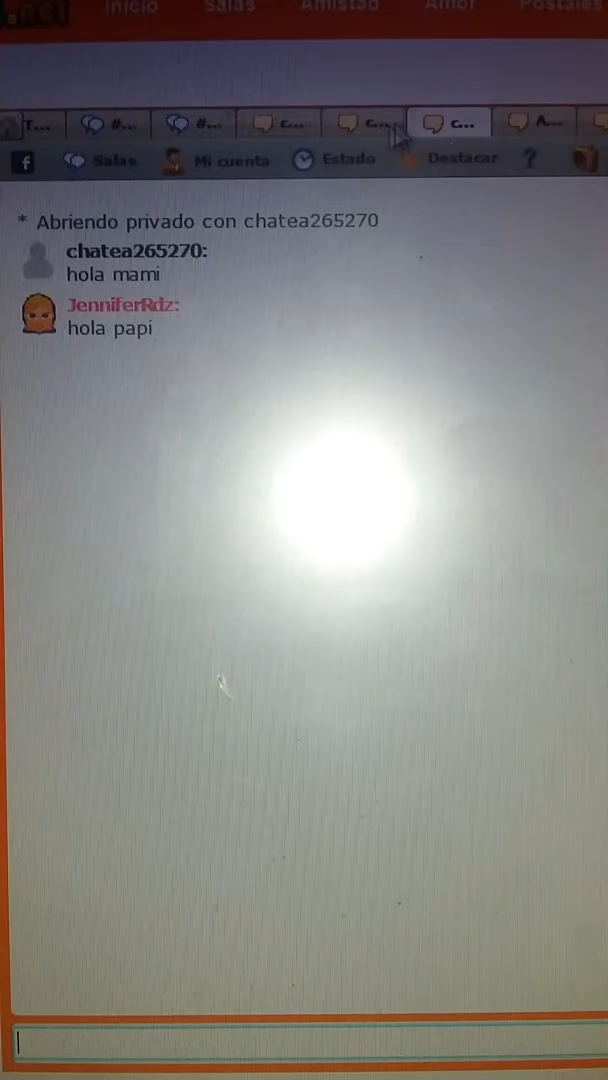 .net Inicio Salas Amistad Amor Postales
T... #... #... c... c... c... A...
f Salas Mi cuenta Estado Destacar ?
* Abriendo privado con chatea265270
chatea265270:
hola mami
JenniferRdz:
hola papi